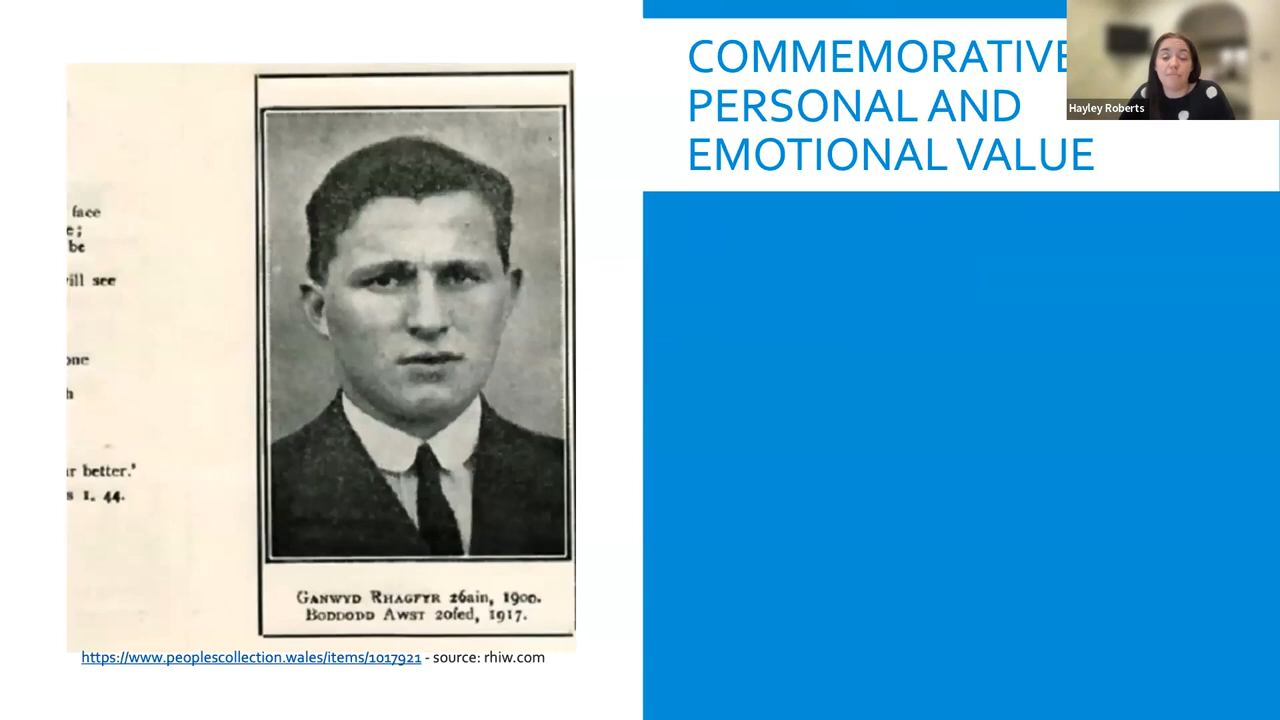 COMMEMORATIVE
PERSONAL AND
EMOTIONAL VALUE
Hayley Roberts
face
e;
be
ill see
one
h
r better.'
s 1. 44.
GANWYD RHAGFYR 26ain, 1900.
BODDODD AWST 20fed, 1917.
https://www.peoplescollection.wales/items/1017921 - source: rhiw.com